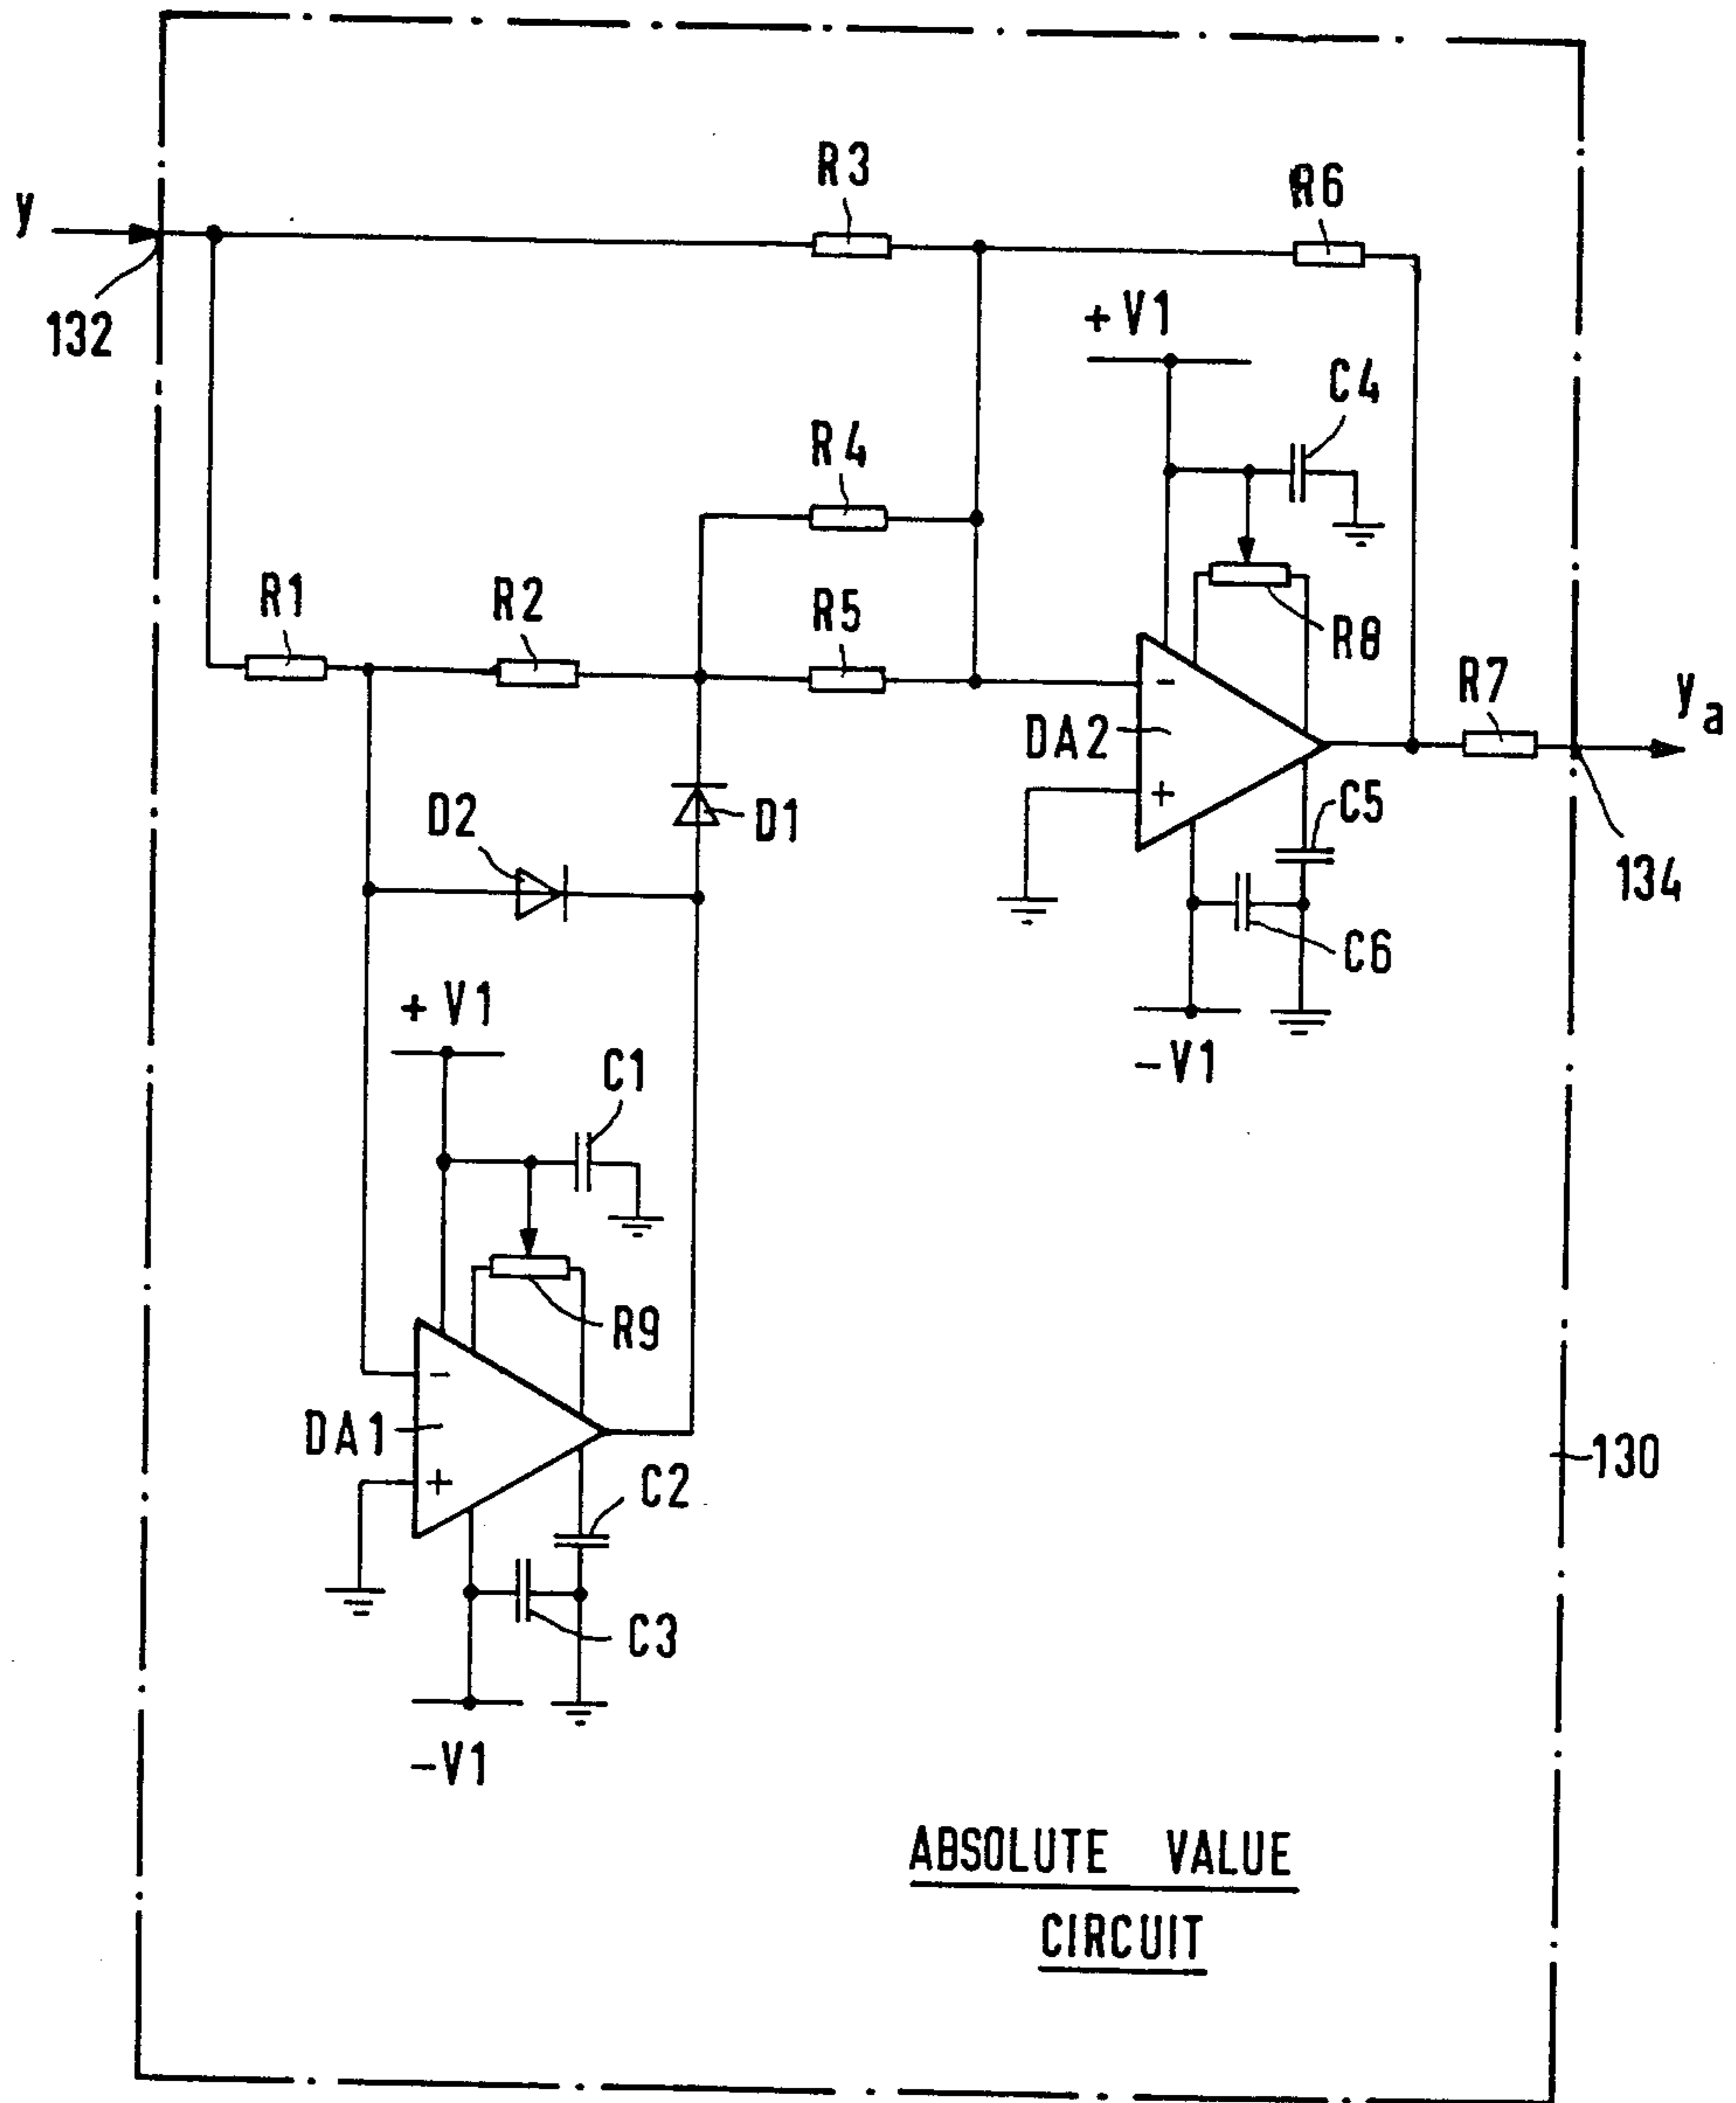 R3
R6
y
132
+V1
C4
R4
R1
R2
R5
R8
R7
ya
-
DA2
+
D2
D1
C5
134
C6
+V1
-V1
C1
R9
-
DA1
+
130
C2
C3
-V1
ABSOLUTE VALUE
CIRCUIT